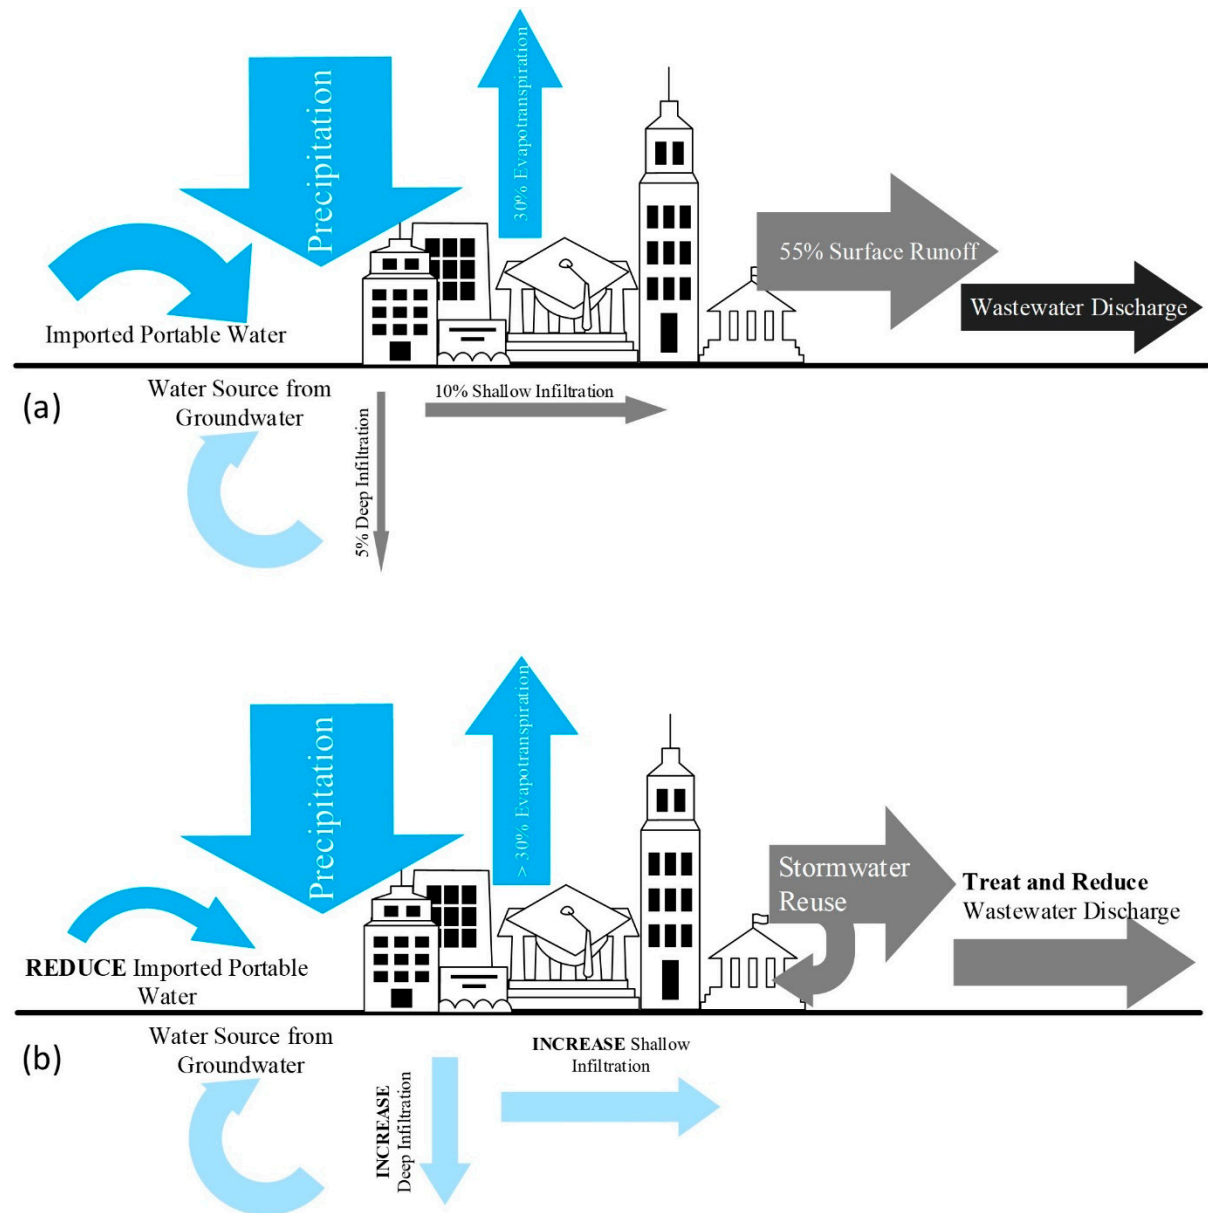 Precipitation
30% Evapotranspiration
55% Surface Runoff
Wastewater Discharge
Imported Portable Water
Water Source from
Groundwater
(a)
10% Shallow Infiltration
5% Deep Infiltration
Precipitation
> 30% Evapotranspiration
Stormwater
Reuse
Treat and Reduce
Wastewater Discharge
REDUCE Imported Portable
Water
Water Source from
Groundwater
(b)
INCREASE Shallow
Infiltration
INCREASE
Deep Infiltration